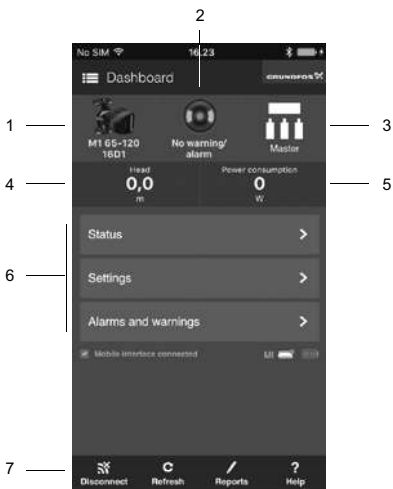 2
No SIM 16.23
Dashboard GRUNDFOS
1
3
M1 65-120
16D1
No warning/
alarm
Master
4
Head
0,0
m
Power consumption
0
W
5
Status
6
Settings
Alarms and warnings
Mobile interface connected MI
7
Disconnect Refresh Reports Help